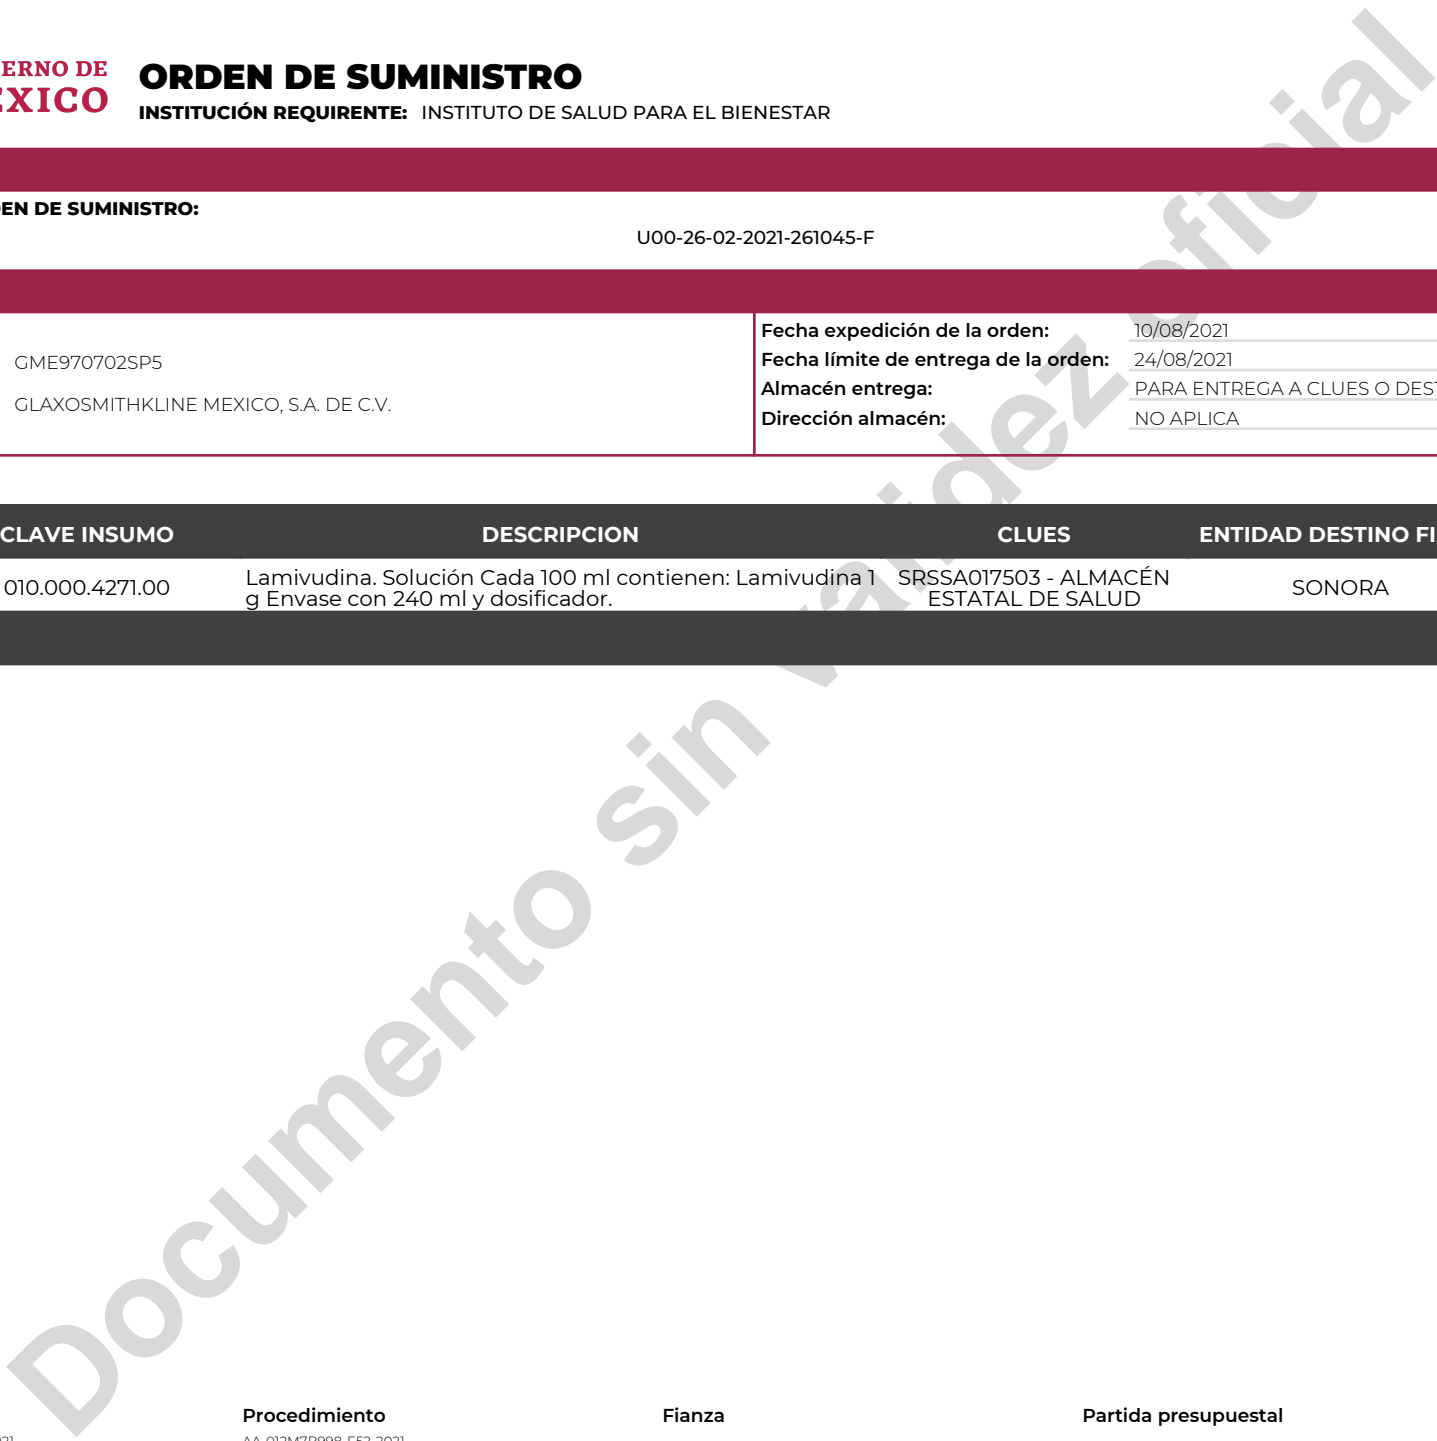 ERNO DE
EXICO
ORDEN DE SUMINISTRO
INSTITUCIÓN REQUIRENTE: INSTITUTO DE SALUD PARA EL BIENESTAR
EN DE SUMINISTRO:
U00-26-02-2021-261045-F
GME970702SP5
GLAXOSMITHKLINE MEXICO, S.A. DE C.V.
Fecha expedición de la orden: 10/08/2021
Fecha límite de entrega de la orden: 24/08/2021
Almacén entrega: PARA ENTREGA A CLUES O DEST
Dirección almacén: NO APLICA
CLAVE INSUMO DESCRIPCION CLUES ENTIDAD DESTINO FI
010.000.4271.00
Lamivudina. Solución Cada 100 ml contienen: Lamivudina 1
g Envase con 240 ml y dosificador.
SRSSA017503 - ALMACÉN
ESTATAL DE SALUD
SONORA
Documento sin validez oficial
Procedimiento Fianza Partida presupuestal